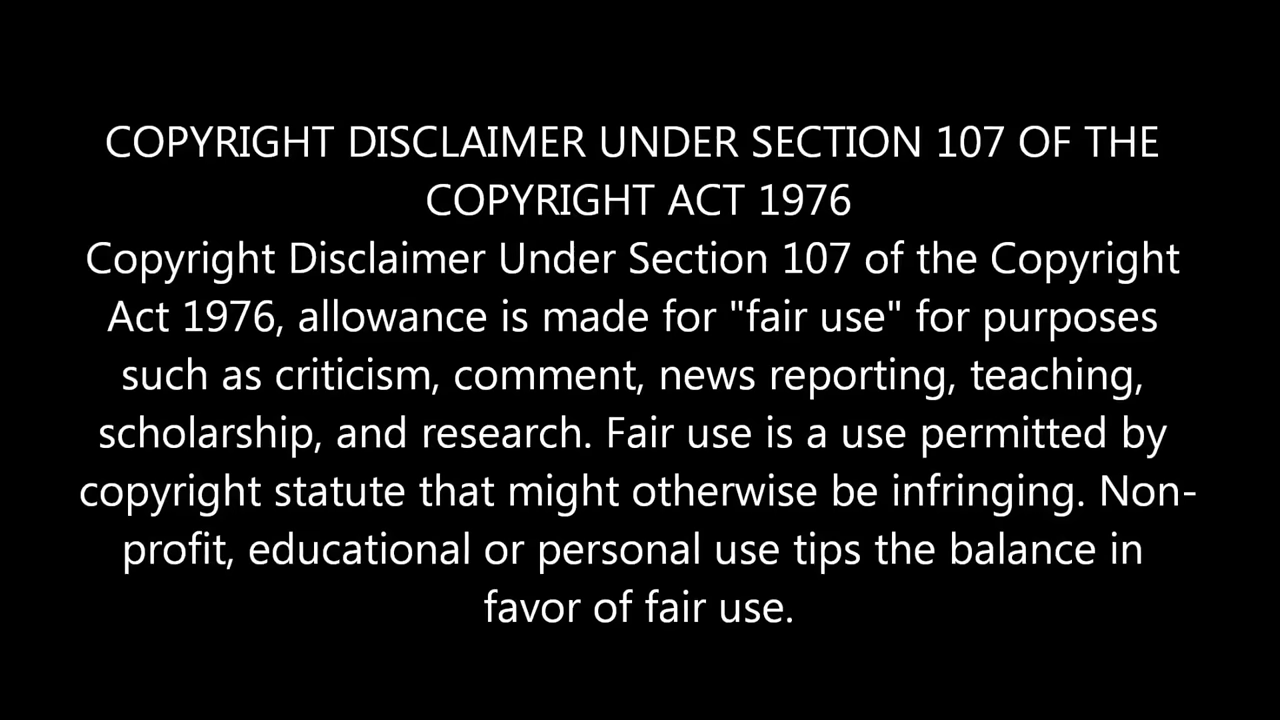 COPYRIGHT DISCLAIMER UNDER SECTION 107 OF THE
COPYRIGHT ACT 1976
Copyright Disclaimer Under Section 107 of the Copyright
Act 1976, allowance is made for "fair use" for purposes
such as criticism, comment, news reporting, teaching,
scholarship, and research. Fair use is a use permitted by
copyright statute that might otherwise be infringing. Non-
profit, educational or personal use tips the balance in
favor of fair use.